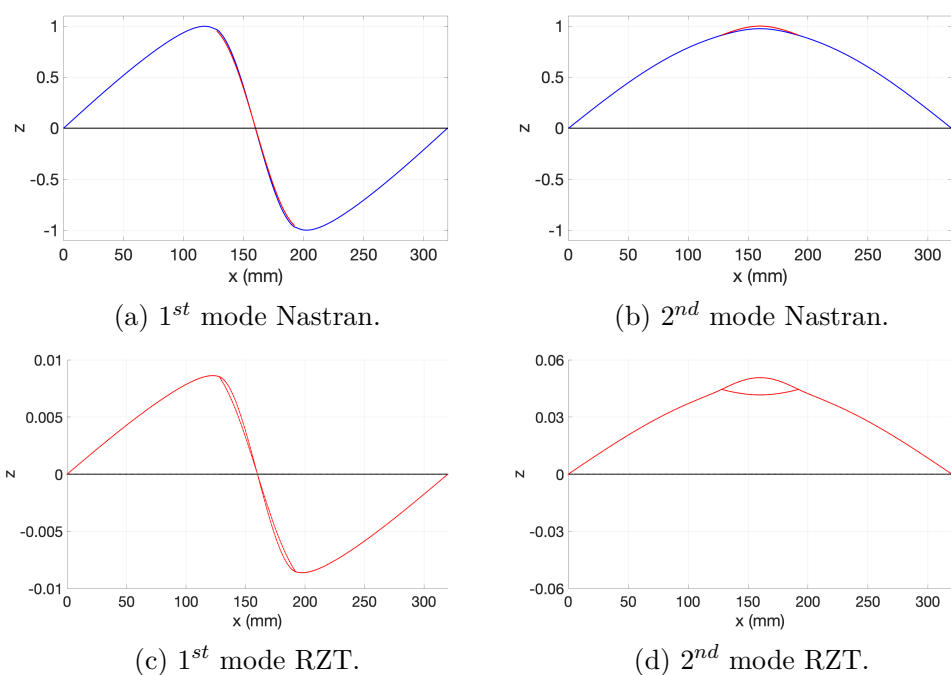 1
0.5
0
-0.5
-1
z
0 50 100 150 200 250 300
x (mm)
(a) 1st mode Nastran.
1
0.5
0
-0.5
-1
z
0 50 100 150 200 250 300
x (mm)
(b) 2nd mode Nastran.
0.01
0.005
0
-0.005
-0.01
z
0 50 100 150 200 250 300
x (mm)
(c) 1st mode RZT.
0.06
0.03
0
-0.03
-0.06
z
0 50 100 150 200 250 300
x (mm)
(d) 2nd mode RZT.